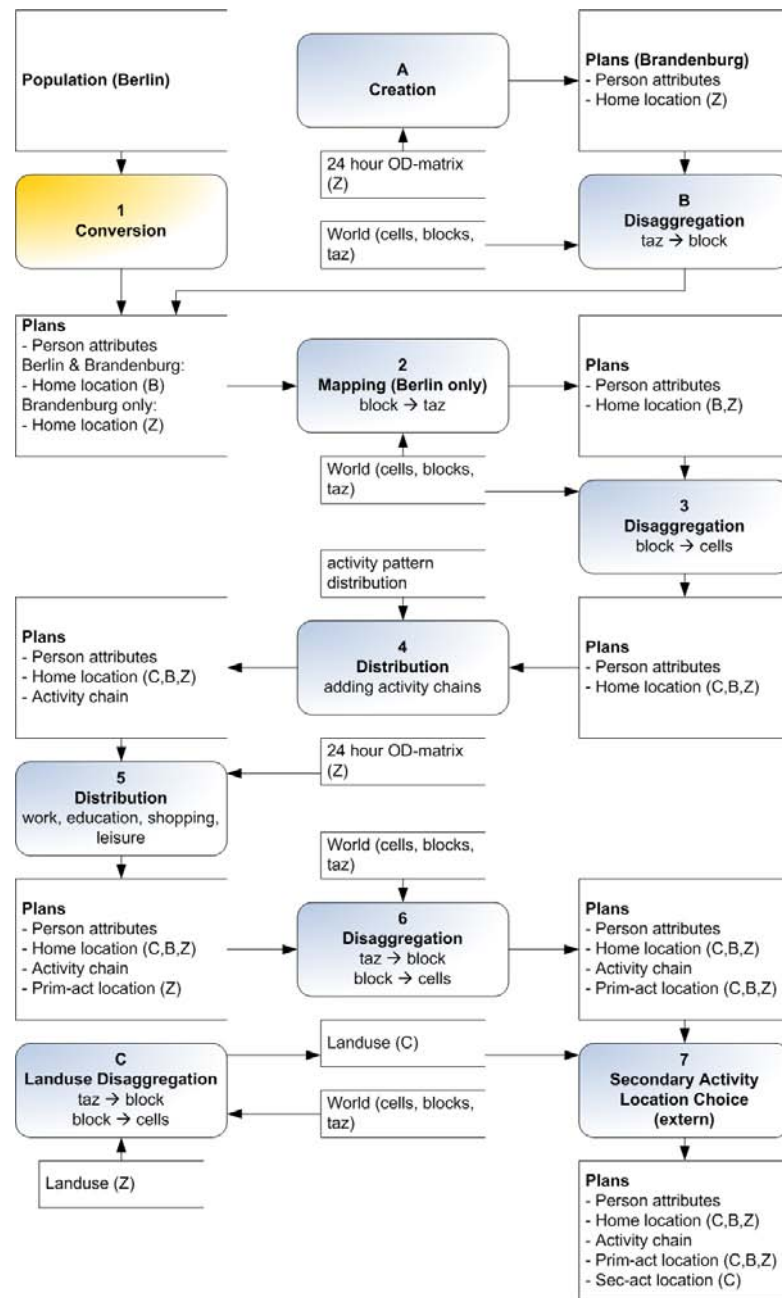 Population (Berlin)
A
Creation
Plans (Brandenburg)
- Person attributes
- Home location (Z)
24 hour OD-matrix
(Z)
1
Conversion
World (cells, blocks,
taz)
B
Disaggregation
taz → block
Plans
- Person attributes
Berlin & Brandenburg:
- Home location (B)
Brandenburg only:
- Home location (Z)
2
Mapping (Berlin only)
block → taz
Plans
- Person attributes
- Home location (B,Z)
World (cells, blocks,
taz)
3
Disaggregation
block → cells
activity pattern
distribution
Plans
- Person attributes
- Home location (C,B,Z)
- Activity chain
4
Distribution
adding activity chains
Plans
- Person attributes
- Home location (C,B,Z)
24 hour OD-matrix
(Z)
5
Distribution
work, education, shopping,
leisure
World (cells, blocks,
taz)
Plans
- Person attributes
- Home location (C,B,Z)
- Activity chain
- Prim-act location (Z)
6
Disaggregation
taz → block
block → cells
Plans
- Person attributes
- Home location (C,B,Z)
- Activity chain
- Prim-act location (C,B,Z)
C
Landuse Disaggregation
taz → block
block → cells
Landuse (C)
World (cells, blocks,
taz)
7
Secondary Activity
Location Choice
(extern)
Landuse (Z)
Plans
- Person attributes
- Home location (C,B,Z)
- Activity chain
- Prim-act location (C,B,Z)
- Sec-act location (C)